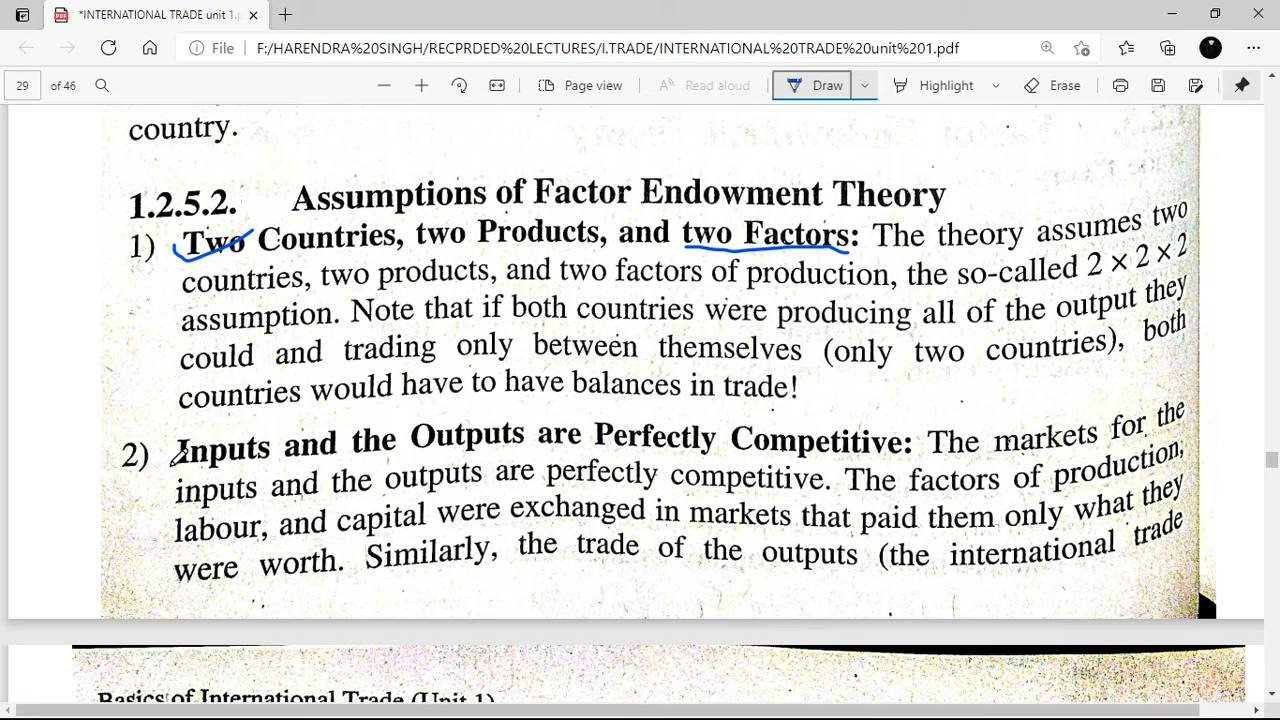 *INTERNATIONAL TRADE unit 1.p
File F:/HARENDRA%20SINGH/RECPRDED%20LECTURES/I.TRADE/INTERNATIONAL%20TRADE%20unit%201.pdf
29 of 46 Page view Read aloud Draw Highlight Erase
country.
1.2.5.2. Assumptions of Factor Endowment Theory
1) Two Countries, two Products, and two Factors: The theory assumes two
countries, two products, and two factors of production, the so-called 2 × 2 × 2
assumption. Note that if both countries were producing all of the output they
could and trading only between themselves (only two countries), both
countries would have to have balances in trade!
2) Inputs and the Outputs are Perfectly Competitive: The markets for the
inputs and the outputs are perfectly competitive. The factors of production,
labour, and capital were exchanged in markets that paid them only what they
were worth. Similarly, the trade of the outputs (the international trade
Basics of International Trade (Unit 1)